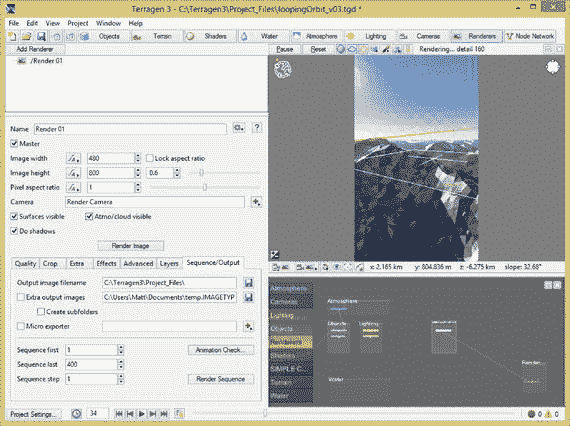 Terragen 3 - C:\Terragen3\Project_Files\loopingOrbit_v03.tgd *
File Edit View Terrain Project Window Help
Objects Terrain Shaders Water Atmosphere Lighting Cameras Renderers Node Network
Add Renderer
Pause Reset Rendering... detail 160
/Render 01
Name Render 01
Master
Image width 480 Lock aspect ratio
Image height 800 0.6
Pixel aspect ratio 1
Camera Render Camera
Surfaces visible Atmo/cloud visible
Do shadows
Render Image
x: 2.165 km y: 804.836 m z: -6.275 km slope: 32.69°
Quality Crop Extra Effects Advanced Layers Sequence/Output
Output image filename C:\Terragen3\Project_Files\
Extra output images C:\Users\Matt\Documents\temp.IMAGETYP
Create subfolders
Micro exporter
Sequence first 1 Animation Check...
Sequence last 400
Sequence step 1 Render Sequence
Atmosphere
Cameras
Lighting
Objects
Shaders
SIMPLE C...
Terrain
Water
Atmosphere
Objects Lighting
Water
Render...
Project Settings... 34
0 0